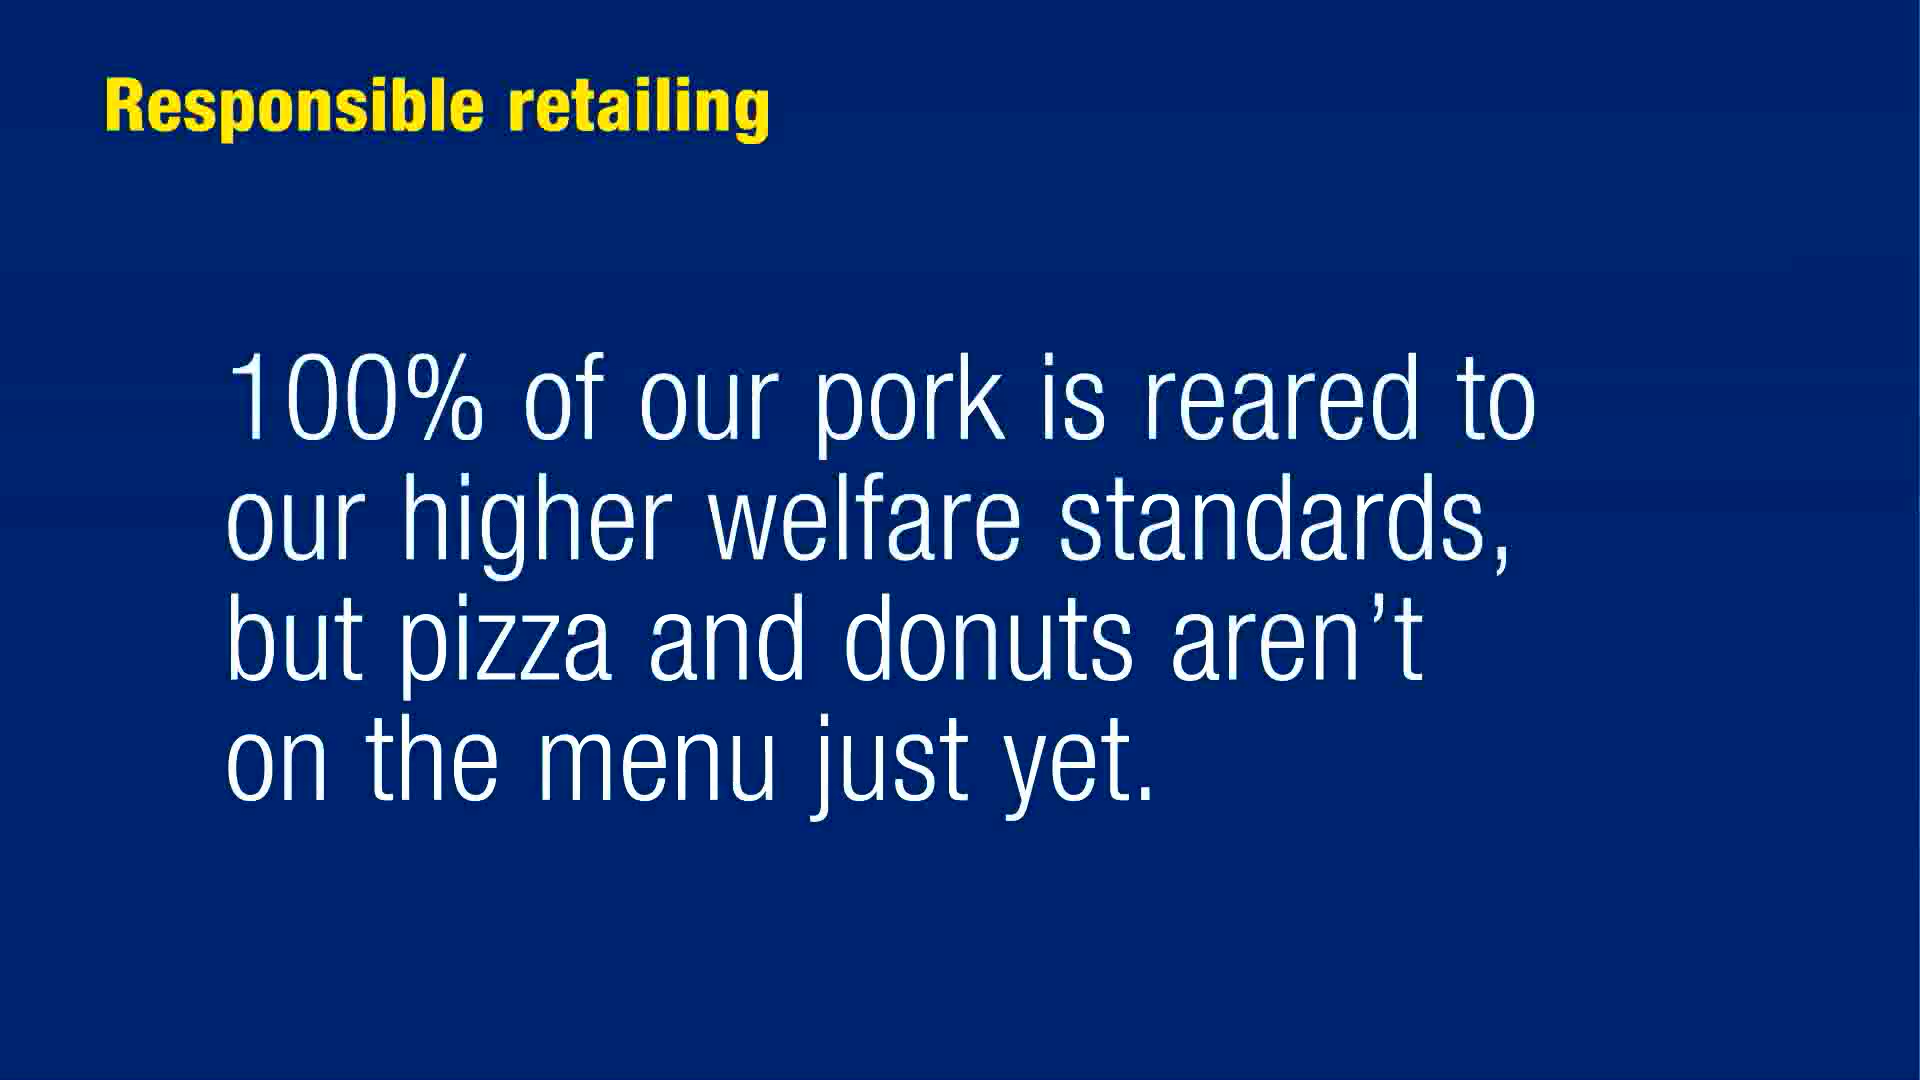 Responsible retailing
100% of our pork is reared to
our higher welfare standards,
but pizza and donuts aren’t
on the menu just yet.